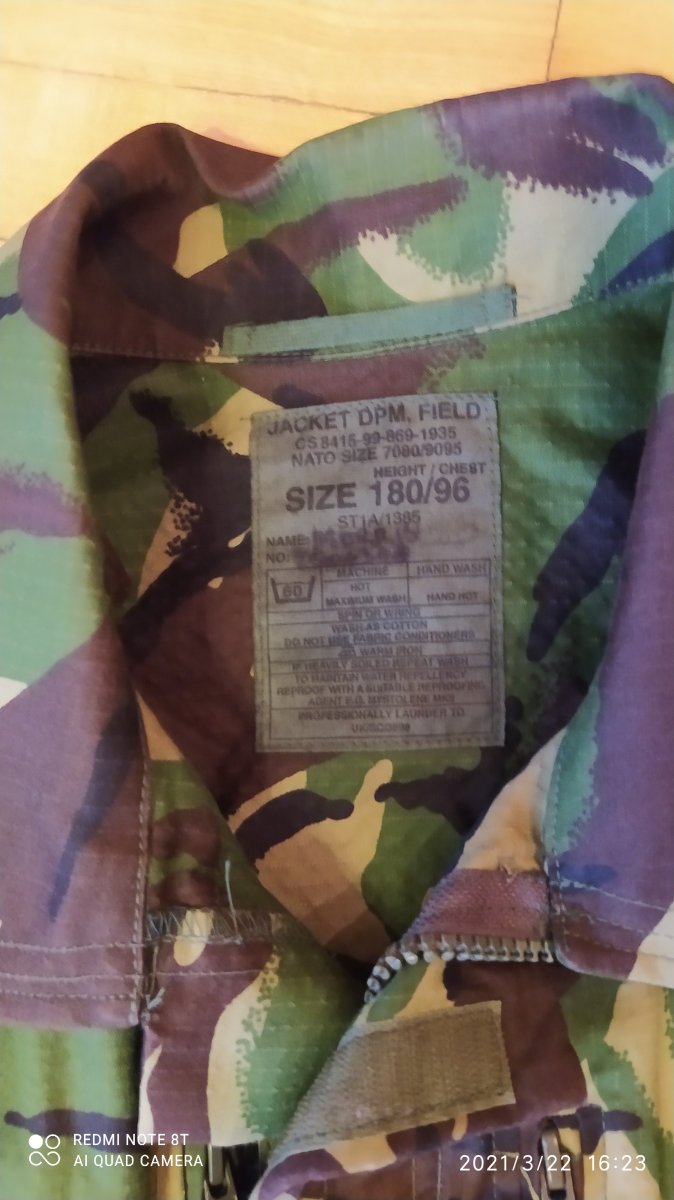 JACKET DPM, FIELD
CS 8415-99-869-1935
NATO SIZE 7080/9095
HEIGHT / CHEST
SIZE 180/96
ST1A/1385
NAME:
NO:
60
MACHINE
HAND WASH
HOT
MAXIMUM WASH
HAND HOT
SPIN OR WRING
WASH AS COTTON
DO NOT USE FABRIC CONDITIONERS
WARM IRON
IF HEAVILY SOILED REPEAT WASH
TO MAINTAIN WATER REPELLENCY
REPROOF WITH A SUITABLE REPROOFING
AGENT E.G. MYSTOLENE
PROFESSIONALLY LAUNDER TO
REDMI NOTE 8T
AI QUAD CAMERA
2021/3/22 16:23